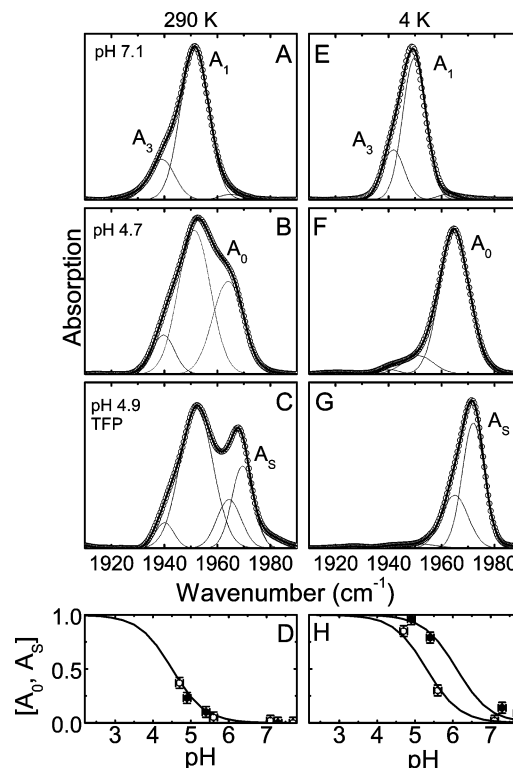 290 K
4 K
pH 7.1
A
A₁
A₃
E
A₁
A₃
pH 4.7
B
A₀
F
A₀
Absorption
pH 4.9
TFP
C
Aₛ
G
Aₛ
1920 1940 1960 1980
1920 1940 1960 1980
Wavenumber (cm⁻¹)
[A₀, Aₛ]
1.0
0.5
0.0
D
H
3 4 5 6 7
3 4 5 6 7
pH
pH